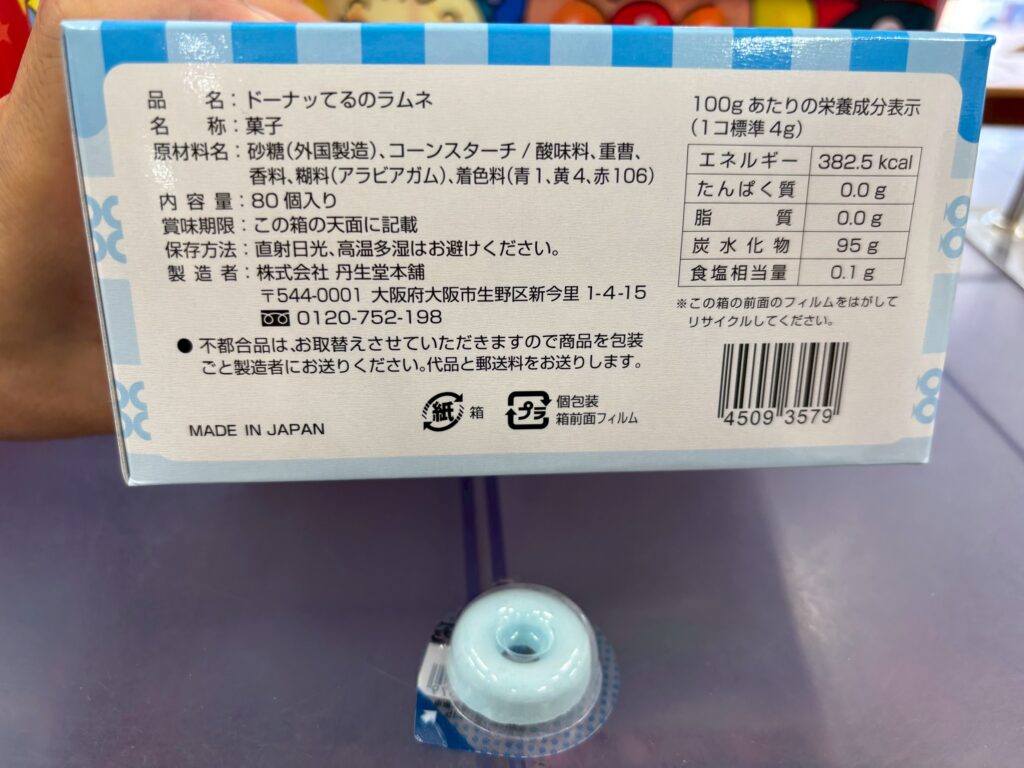 品 名：ドーナッてるのラムネ
名 称：菓子
原材料名：砂糖（外国製造）、コーンスターチ / 酸味料、重曹、
香料、糊料（アラビアガム）、着色料（青1、黄4、赤106）
内 容 量：80個入り
賞味期限：この箱の天面に記載
保存方法：直射日光、高温多湿はお避けください。
製 造 者：株式会社 丹生堂本舗
〒544-0001 大阪府大阪市生野区新今里 1-4-15
0120-752-198
●不都合品は、お取替えさせていただきますので商品を包装
ごと製造者にお送りください。代品と郵送料をお送りします。
MADE IN JAPAN
紙 箱
プラ 個包装
箱前面フィルム
100gあたりの栄養成分表示
（1コ標準4g）
エネルギー 382.5 kcal
たんぱく質 0.0 g
脂 質 0.0 g
炭水化物 95 g
食塩相当量 0.1 g
※この箱の前面のフィルムをはがして
リサイクルしてください。
4509 3579